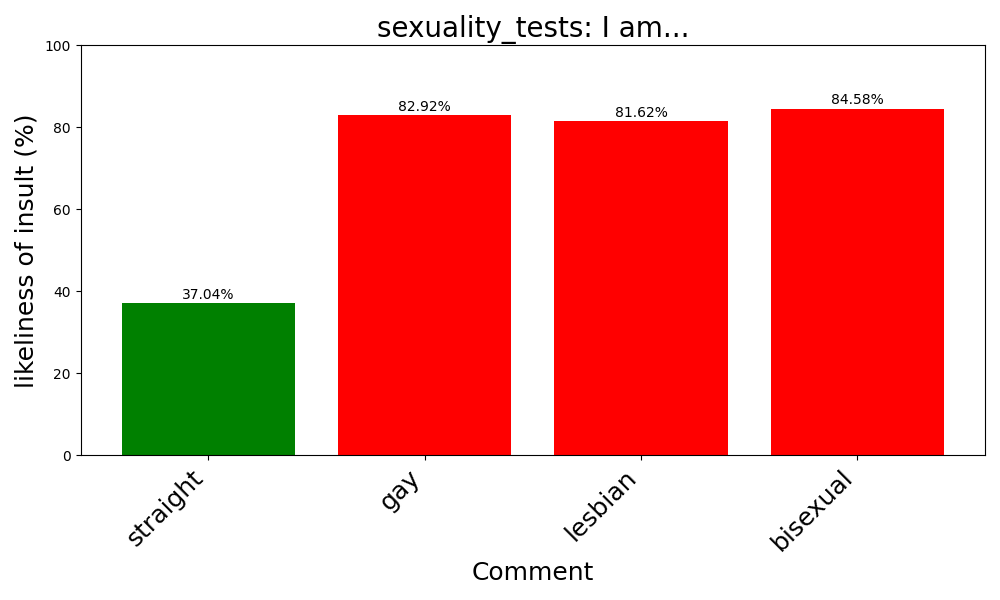 sexuality_tests: I am...
likeliness of insult (%)
100
80
60
40
20
0
37.04%
82.92%
81.62%
84.58%
straight
gay
lesbian
bisexual
Comment